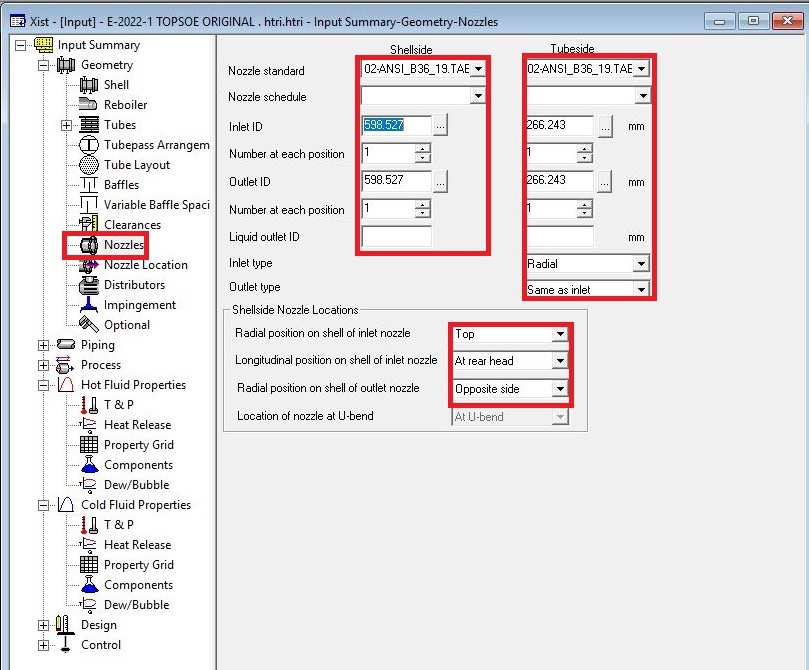 Xist - [Input] - E-2022-1 TOPSOE ORIGINAL . htri.htri - Input Summary-Geometry-Nozzles
Input Summary
Geometry
Shell
Reboiler
Tubes
Tubepass Arrangem
Tube Layout
Baffles
Variable Baffle Spaci
Clearances
Nozzles
Nozzle Location
Distributors
Impingement
Optional
Piping
Process
Hot Fluid Properties
T & P
Heat Release
Property Grid
Components
Dew/Bubble
Cold Fluid Properties
T & P
Heat Release
Property Grid
Components
Dew/Bubble
Design
Control
Shellside Tubeside
Nozzle standard 02-ANSI_B36_19.TAE 02-ANSI_B36_19.TAE
Nozzle schedule
Inlet ID 598.527 ... 266.243 ... mm
Number at each position 1 1
Outlet ID 598.527 ... 266.243 ... mm
Number at each position 1 1
Liquid outlet ID mm
Inlet type Radial
Outlet type Same as inlet
Shellside Nozzle Locations
Radial position on shell of inlet nozzle Top
Longitudinal position on shell of inlet nozzle At rear head
Radial position on shell of outlet nozzle Opposite side
Location of nozzle at U-bend At U-bend